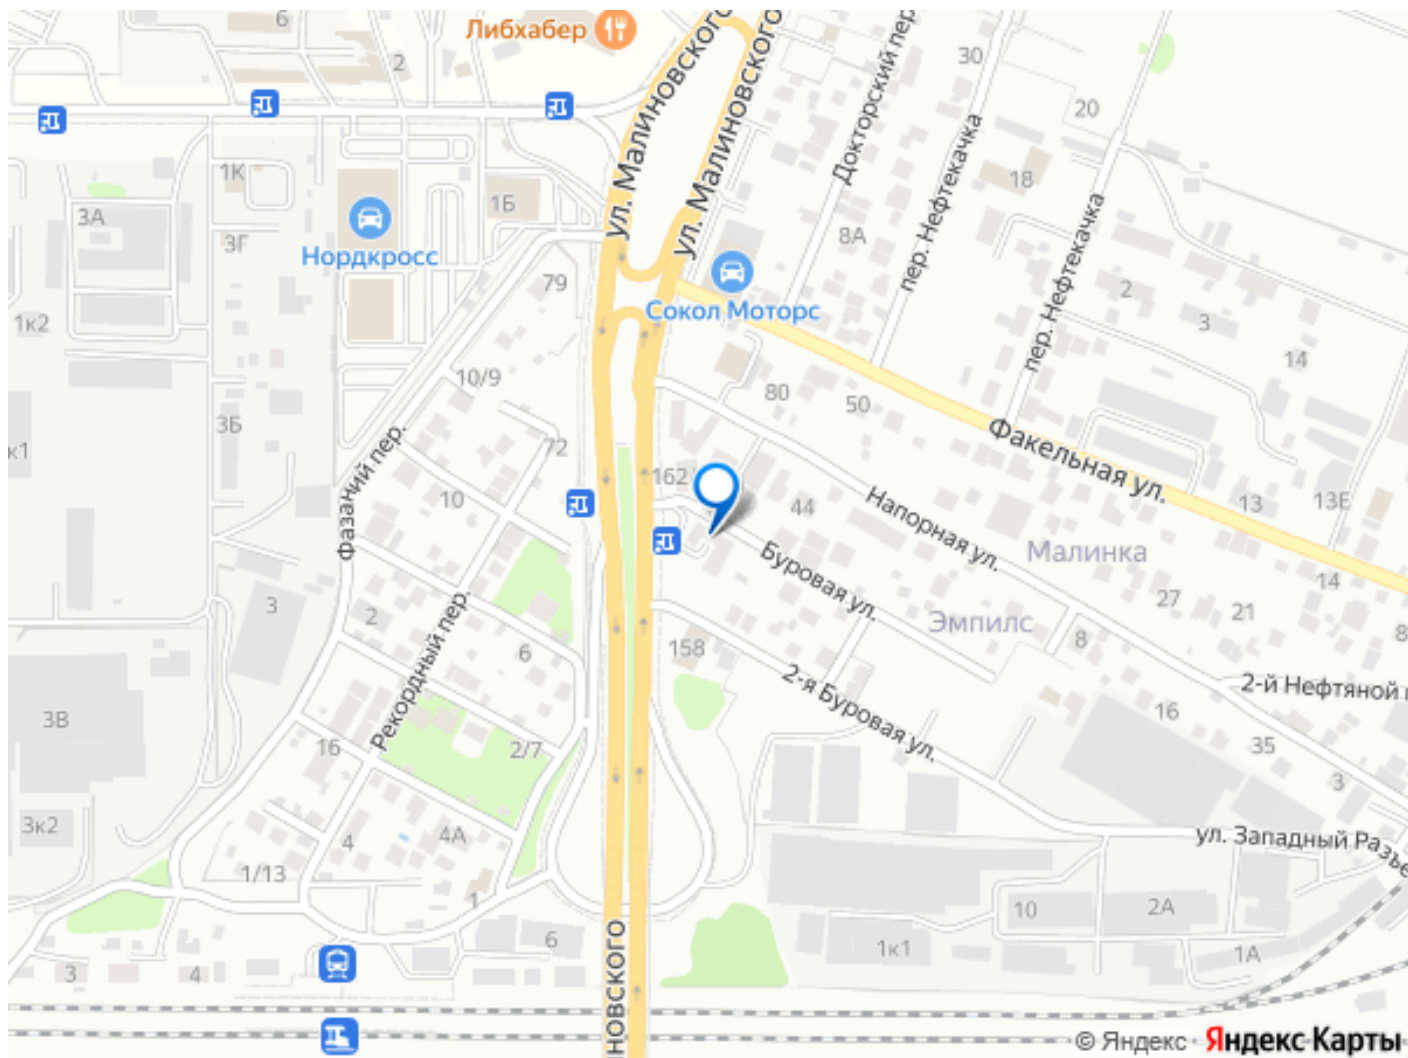 6
Либхабер
2
ул. Малиновского
ул. Малиновского
Докторский пер.
30
20
пер. Нефтекачка
18
1К
1Б
3А
3Г
8А
Нордкросс
79
Сокол Моторс
пер. Нефтекачка
2
3
14
1к2
10/9
80
50
3Б
к1
72
Фазаний пер.
162
Факельная ул.
10
44
Напорная ул.
13
13Е
Буровая ул.
Малинка
14
27
21
3
2
Рекордный пер.
Эмпилс
8
8
6
158
2-я Буровая ул.
2-й Нефтяной
3В
16
2/7
16
35
3
3к2
4
4А
ул. Западный Разъе
1/13
1
10
2А
6
1к1
1А
3
4
новского
© Яндекс
Яндекс Карты